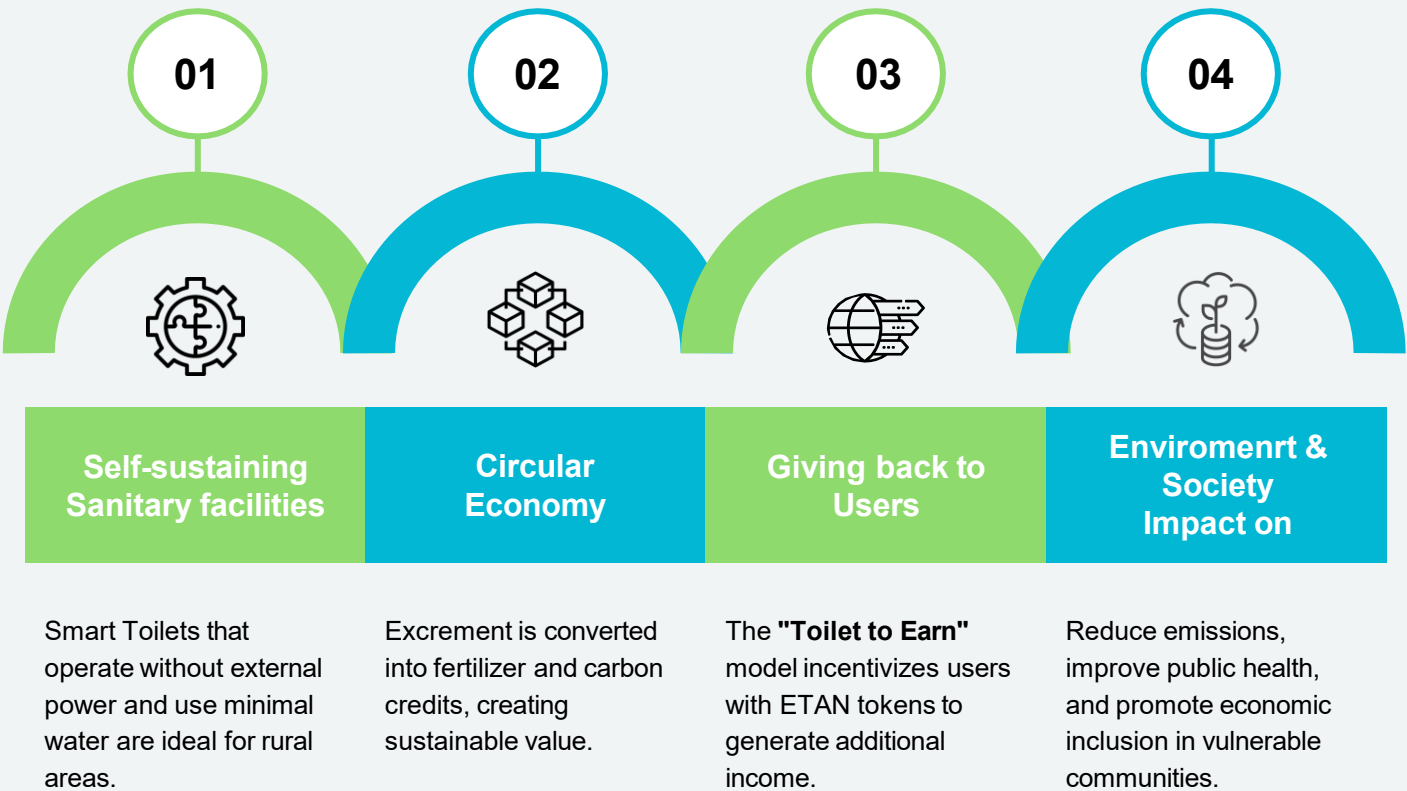 01
02
03
04
Self-sustaining
Sanitary facilities
Circular
Economy
Giving back to
Users
Enviromenrt &
Society
Impact on
Smart Toilets that
operate without external
power and use minimal
water are ideal for rural
areas.
Excrement is converted
into fertilizer and carbon
credits, creating
sustainable value.
The "Toilet to Earn"
model incentivizes users
with ETAN tokens to
generate additional
income.
Reduce emissions,
improve public health,
and promote economic
inclusion in vulnerable
communities.